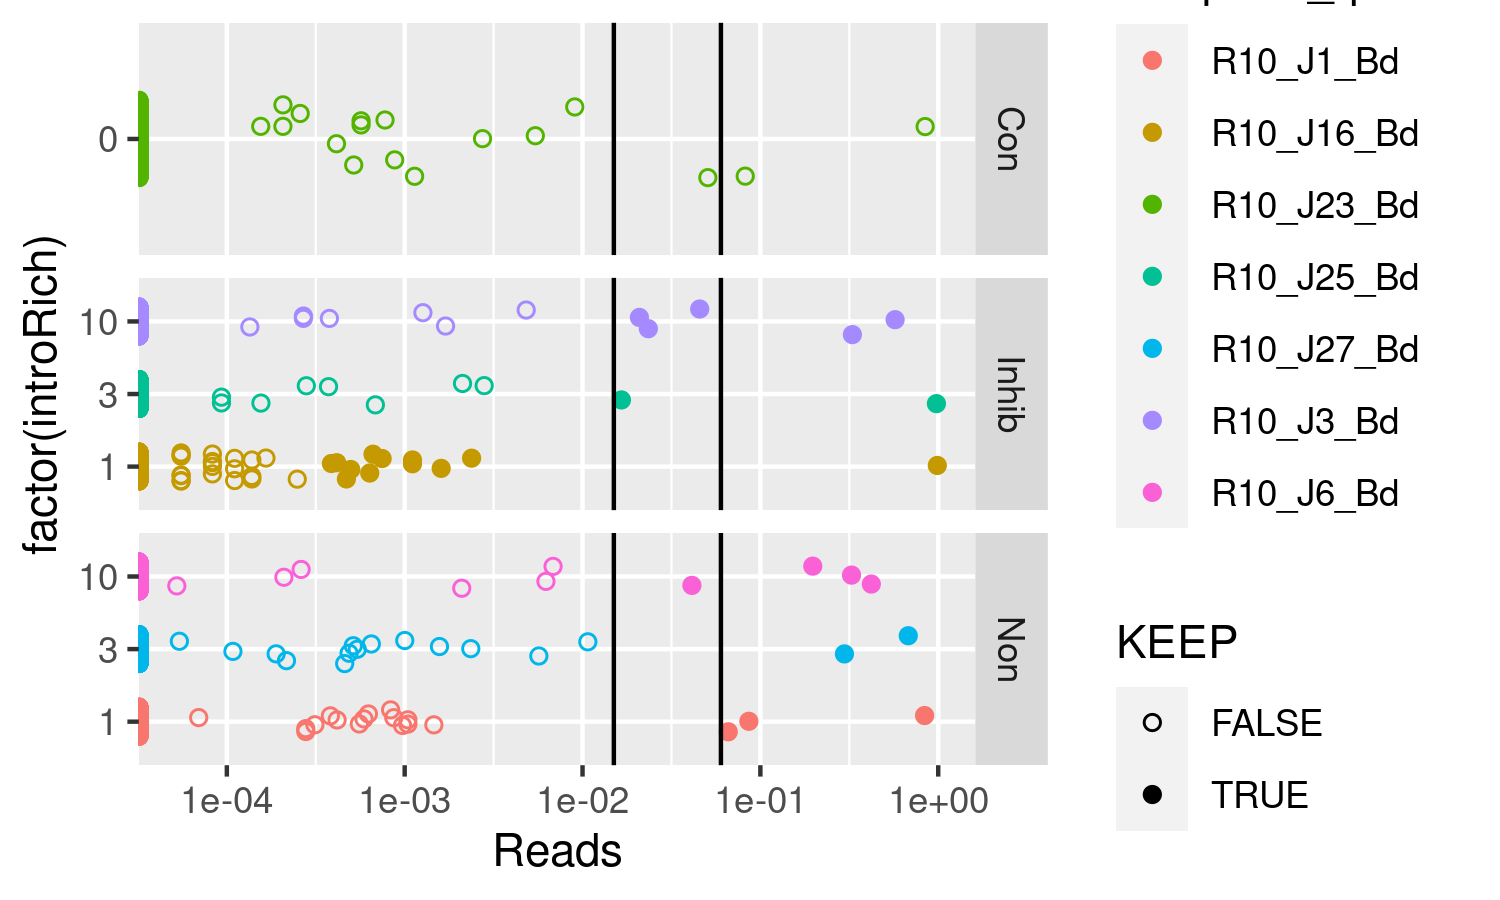 factor(introRich)
0
Con
10
3
1
Inhib
10
3
1
Non
1e-04 1e-03 1e-02 1e-01 1e+00
Reads
R10_J1_Bd
R10_J16_Bd
R10_J23_Bd
R10_J25_Bd
R10_J27_Bd
R10_J3_Bd
R10_J6_Bd
KEEP
FALSE
TRUE